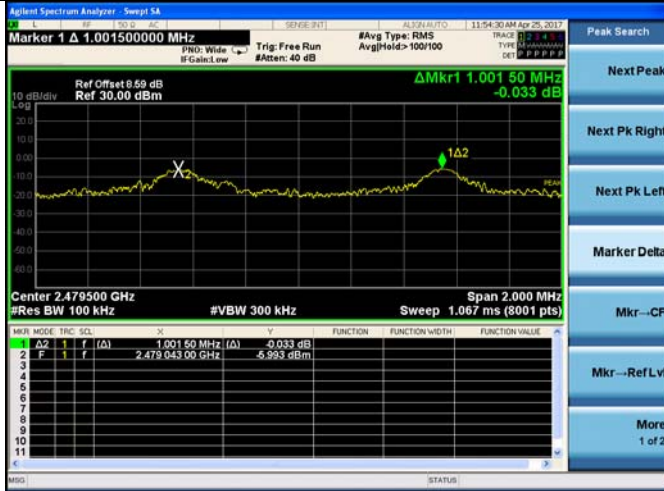 Agilent Spectrum Analyzer - Swept SA
L RF 50 Ω AC SENSE:INT ALIGN AUTO 11:54:30 AM Apr 25, 2017
Marker 1 Δ 1.001500000 MHz
PNO: Wide
IFGain:Low
Trig: Free Run
#Atten: 40 dB
#Avg Type: RMS
Avg|Hold:> 100/100
TRACE 1 2 3 4 5 6
TYPE M
DET P P P P P P
Peak Search
ΔMkr1 1.001 50 MHz
-0.033 dB
Ref Offset 8.59 dB
Ref 30.00 dBm
10 dB/div
Log
20.0
10.0
0.00
-10.0
-20.0
-30.0
-40.0
-50.0
-60.0
X2
1Δ2
PEAK
Center 2.479500 GHz
#Res BW 100 kHz
#VBW 300 kHz
Span 2.000 MHz
Sweep 1.067 ms (8001 pts)
MKR MODE TRC SCL X Y FUNCTION FUNCTION WIDTH FUNCTION VALUE
1 Δ2 1 f (Δ) 1.001 50 MHz (Δ) -0.033 dB
2 F 1 f 2.479 043 00 GHz -5.993 dBm
3
4
5
6
7
8
9
10
11
MSG STATUS
Next Peak
Next Pk Right
Next Pk Left
Marker Delta
Mkr→CF
Mkr→Ref Lvl
More
1 of 2